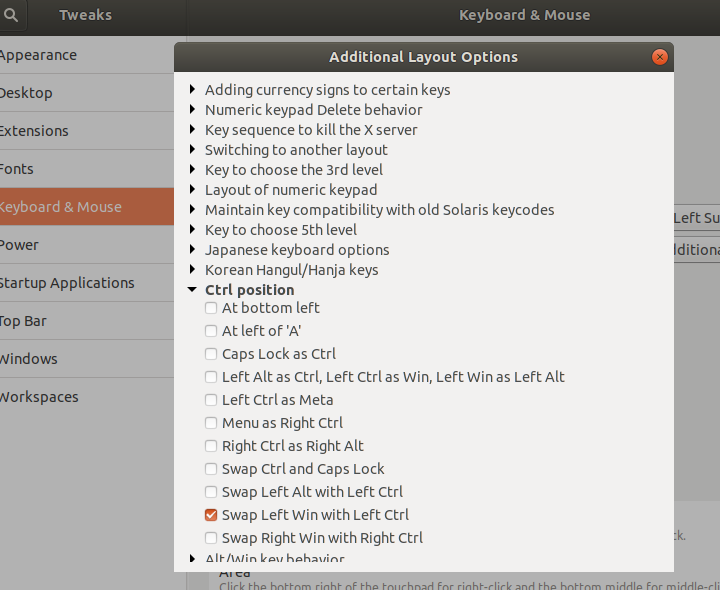 Tweaks
Keyboard & Mouse
Appearance
Desktop
Extensions
Fonts
Keyboard & Mouse
Power
Startup Applications
Top Bar
Windows
Workspaces
Additional Layout Options
Adding currency signs to certain keys
Numeric keypad Delete behavior
Key sequence to kill the X server
Switching to another layout
Key to choose the 3rd level
Layout of numeric keypad
Maintain key compatibility with old Solaris keycodes
Key to choose 5th level
Japanese keyboard options
Korean Hangul/Hanja keys
Ctrl position
At bottom left
At left of 'A'
Caps Lock as Ctrl
Left Alt as Ctrl, Left Ctrl as Win, Left Win as Left Alt
Left Ctrl as Meta
Menu as Right Ctrl
Right Ctrl as Right Alt
Swap Ctrl and Caps Lock
Swap Left Alt with Left Ctrl
Swap Left Win with Left Ctrl
Swap Right Win with Right Ctrl
Alt/Win key behavior
Left Su
dditiona
ck.
Area
Click the bottom right of the touchpad for right-click and the bottom middle for middle-cli